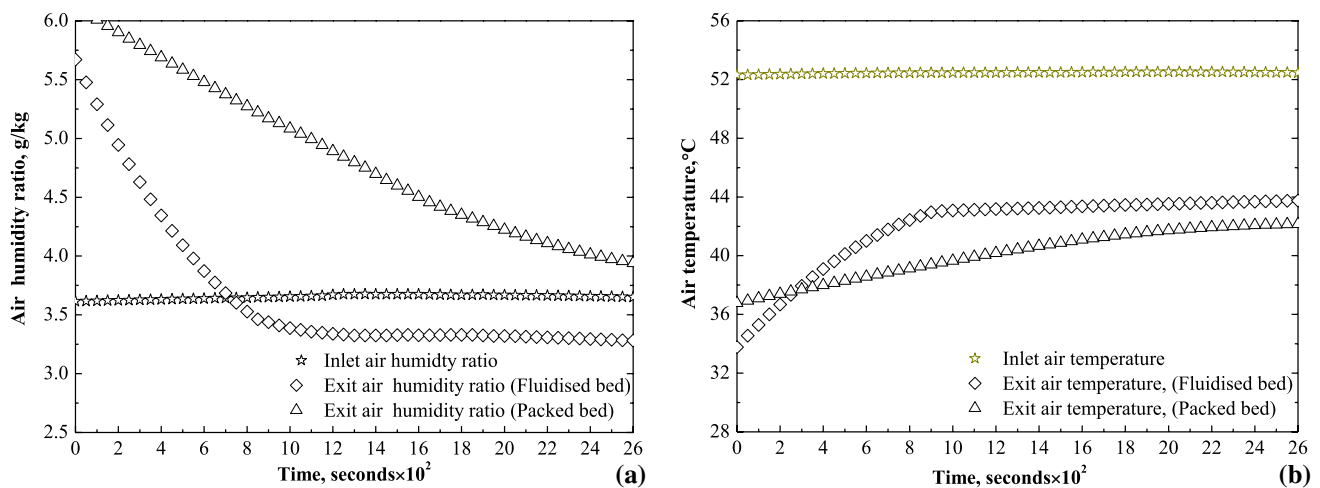 6.0
5.5
5.0
4.5
4.0
3.5
3.0
2.5
Air humidity ratio, g/kg
0 2 4 6 8 10 12 14 16 18 20 22 24 26
Time, seconds×10²
(a)
Inlet air humidty ratio
Exit air humidity ratio (Fluidised bed)
Exit air humidity ratio (Packed bed)
56
52
48
44
40
36
32
28
Air temperature,°C
0 2 4 6 8 10 12 14 16 18 20 22 24 26
Time, seconds×10²
(b)
Inlet air temperature
Exit air temperature, (Fluidised bed)
Exit air temperature, (Packed bed)